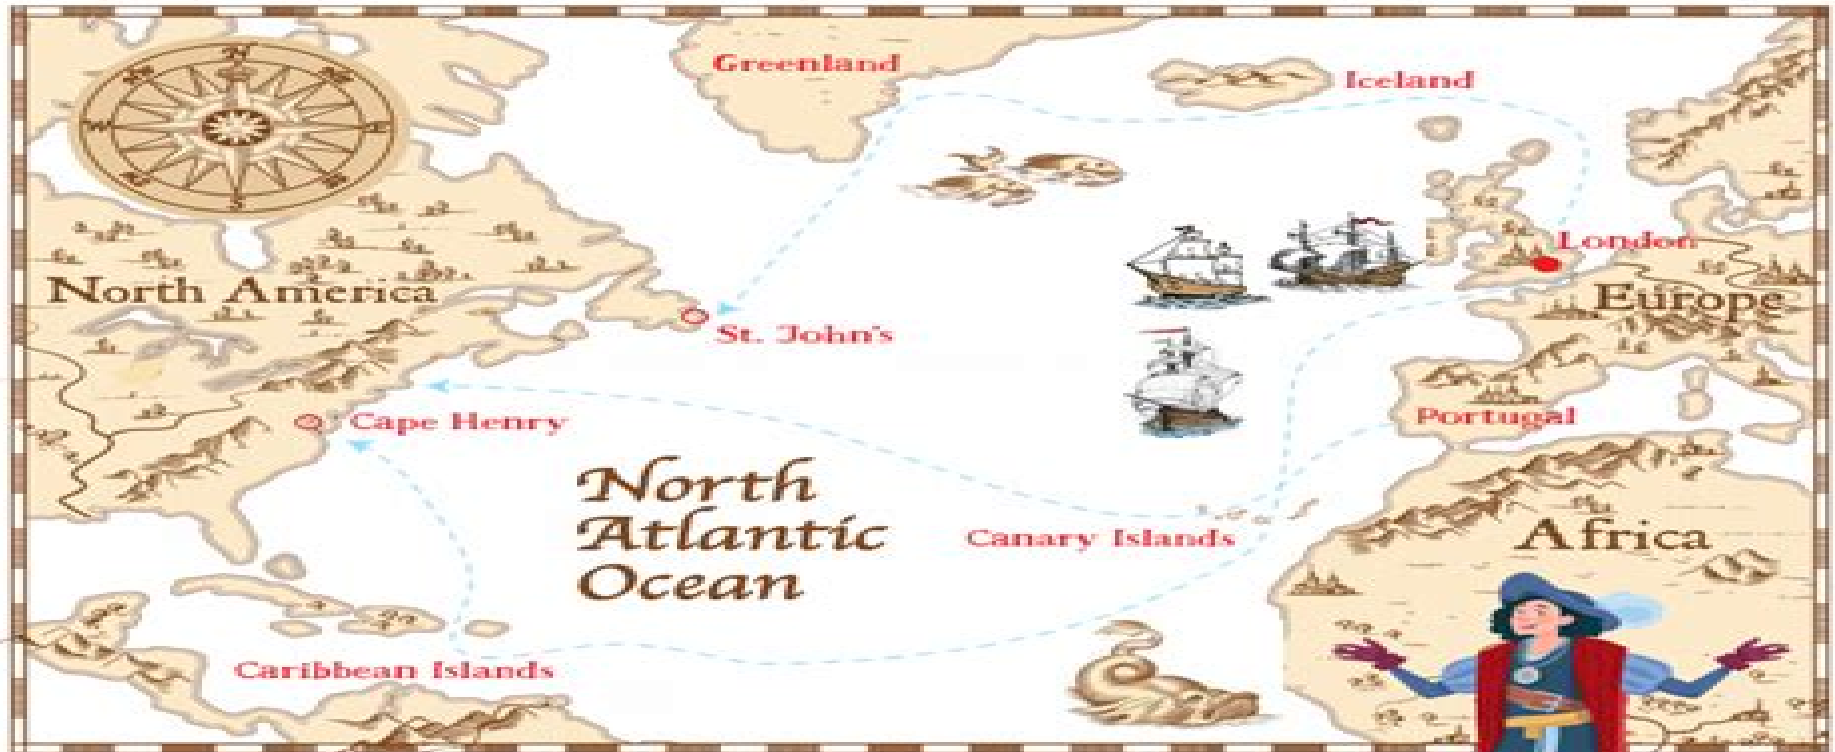 Greenland
Iceland
London
North America
Europe
St. John's
Portugal
Cape Henry
North
Atlantic
Ocean
Canary Islands
Africa
Caribbean Islands
N
W
E
S